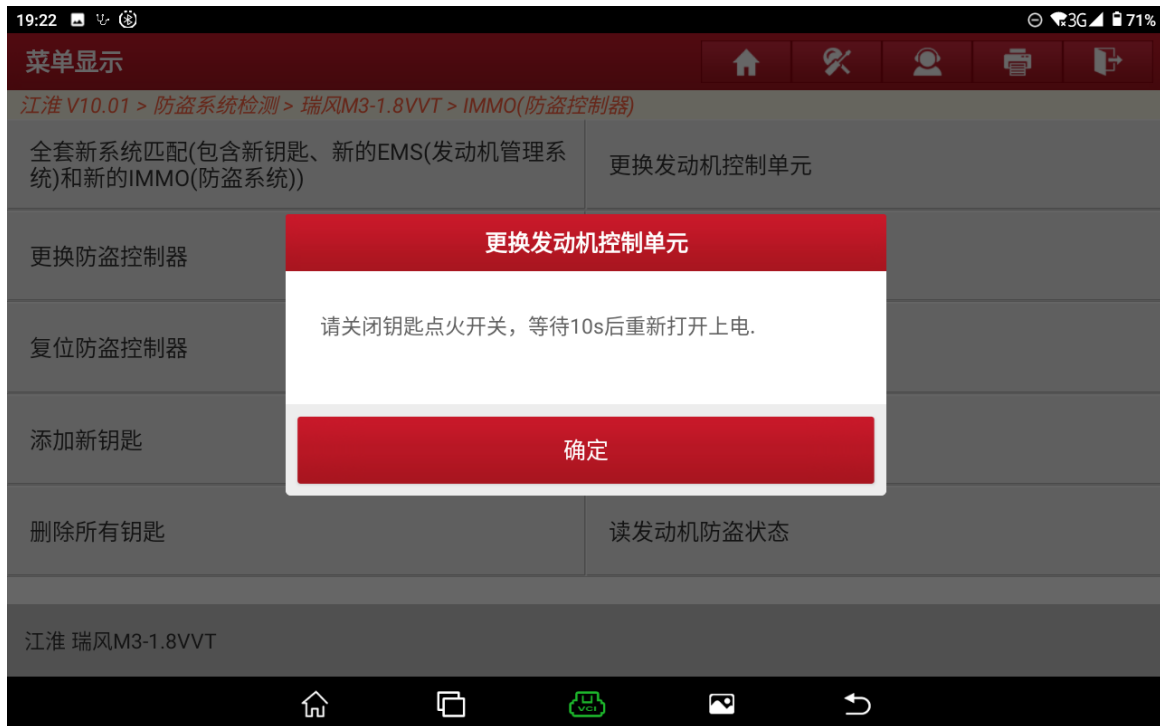 19:22 3G 71%
菜单显示
江淮 V10.01 > 防盗系统检测 > 瑞风M3-1.8VVT > IMMO(防盗控制器)
全套新系统匹配(包含新钥匙、新的EMS(发动机管理系
统)和新的IMMO(防盗系统))
更换发动机控制单元
更换防盗控制器
更换发动机控制单元
请关闭钥匙点火开关，等待10s后重新打开上电.
复位防盗控制器
添加新钥匙
确定
删除所有钥匙
读发动机防盗状态
江淮 瑞风M3-1.8VVT
VCI